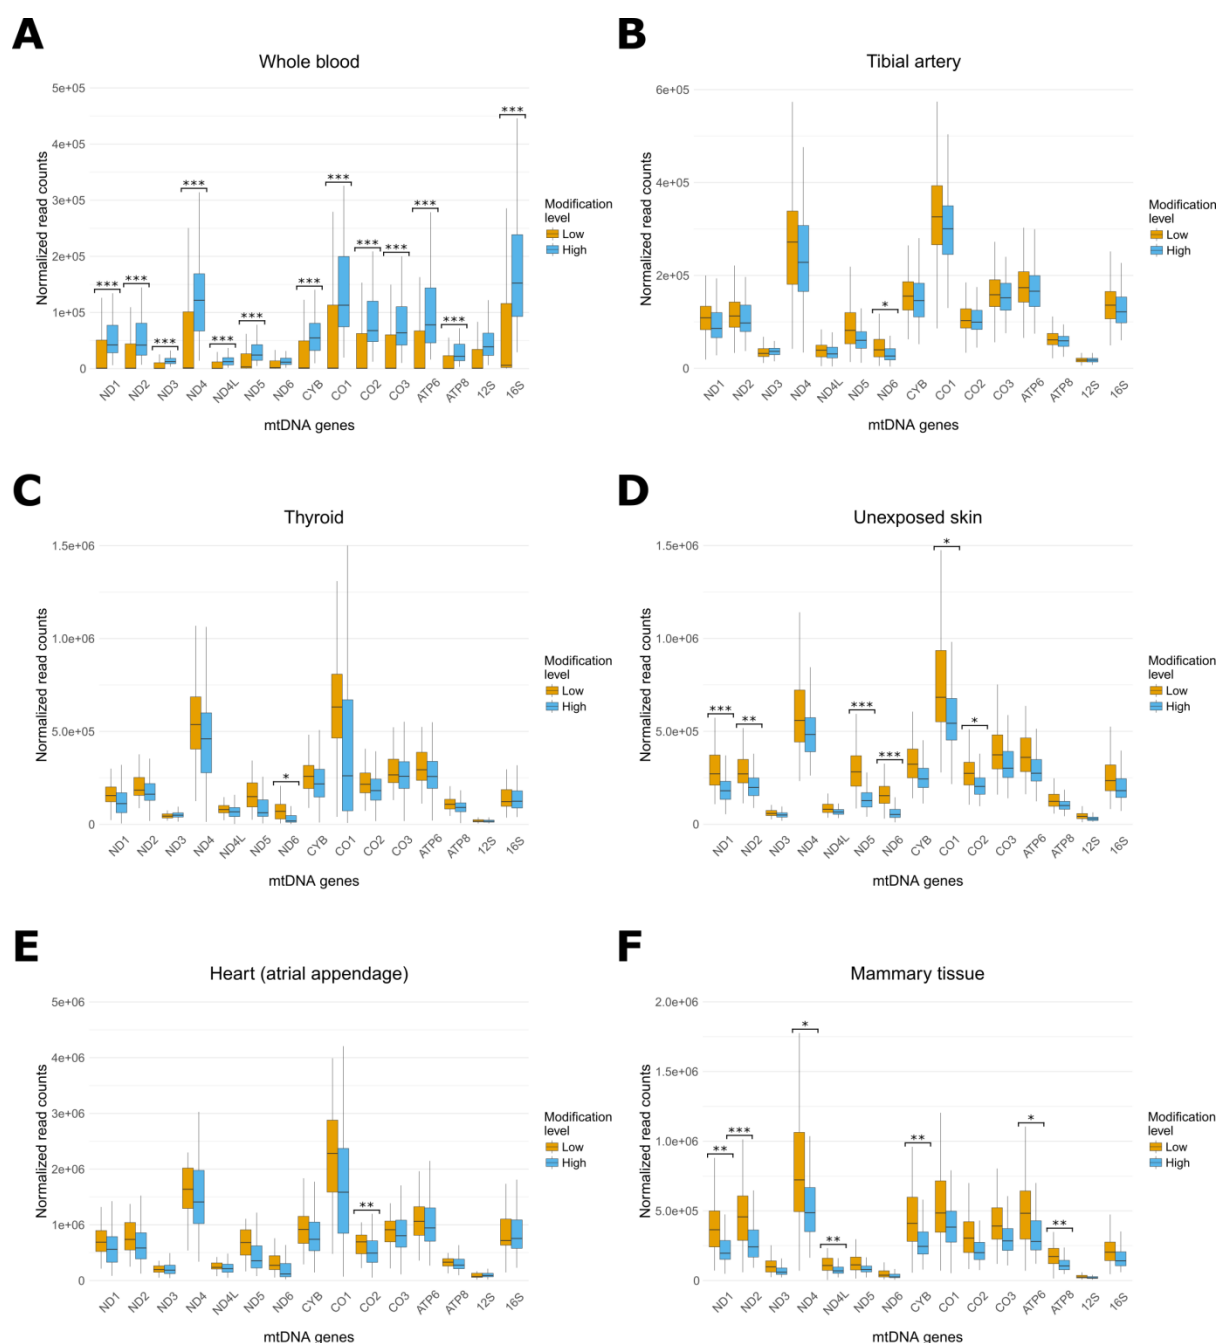 A
Whole blood
5e+05
4e+05
3e+05
2e+05
1e+05
0
Normalized read counts
*** *** *** *** *** *** *** *** *** *** *** *** ***
ND1 ND2 ND3 ND4 ND4L ND5 ND6 CYB CO1 CO2 CO3 ATP6 ATP8 12S 16S
mtDNA genes
Modification
level
Low
High
B
Tibial artery
6e+05
4e+05
2e+05
0
Normalized read counts
*
ND1 ND2 ND3 ND4 ND4L ND5 ND6 CYB CO1 CO2 CO3 ATP6 ATP8 12S 16S
mtDNA genes
Modification
level
Low
High
C
Thyroid
1.5e+06
1.0e+06
5.0e+05
0
Normalized read counts
*
ND1 ND2 ND3 ND4 ND4L ND5 ND6 CYB CO1 CO2 CO3 ATP6 ATP8 12S 16S
mtDNA genes
Modification
level
Low
High
D
Unexposed skin
1.5e+06
1.0e+06
5.0e+05
0
Normalized read counts
*** ** *** *** * *
ND1 ND2 ND3 ND4 ND4L ND5 ND6 CYB CO1 CO2 CO3 ATP6 ATP8 12S 16S
mtDNA genes
Modification
level
Low
High
E
Heart (atrial appendage)
5e+06
4e+06
3e+06
2e+06
1e+06
0
Normalized read counts
**
ND1 ND2 ND3 ND4 ND4L ND5 ND6 CYB CO1 CO2 CO3 ATP6 ATP8 12S 16S
mtDNA genes
Modification
level
Low
High
F
Mammary tissue
2.0e+06
1.5e+06
1.0e+06
5.0e+05
0
Normalized read counts
** *** * ** ** * **
ND1 ND2 ND3 ND4 ND4L ND5 ND6 CYB CO1 CO2 CO3 ATP6 ATP8 12S 16S
mtDNA genes
Modification
level
Low
High